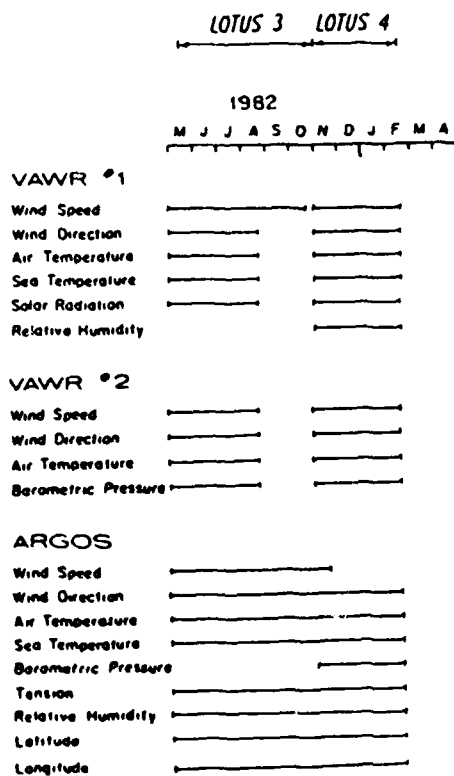 LOTUS 3 LOTUS 4
1982
M J J A S O N D J F M A
VAWR #1
Wind Speed
Wind Direction
Air Temperature
Sea Temperature
Solar Radiation
Relative Humidity
VAWR #2
Wind Speed
Wind Direction
Air Temperature
Barometric Pressure
ARGOS
Wind Speed
Wind Direction
Air Temperature
Sea Temperature
Barometric Pressure
Tension
Relative Humidity
Latitude
Longitude